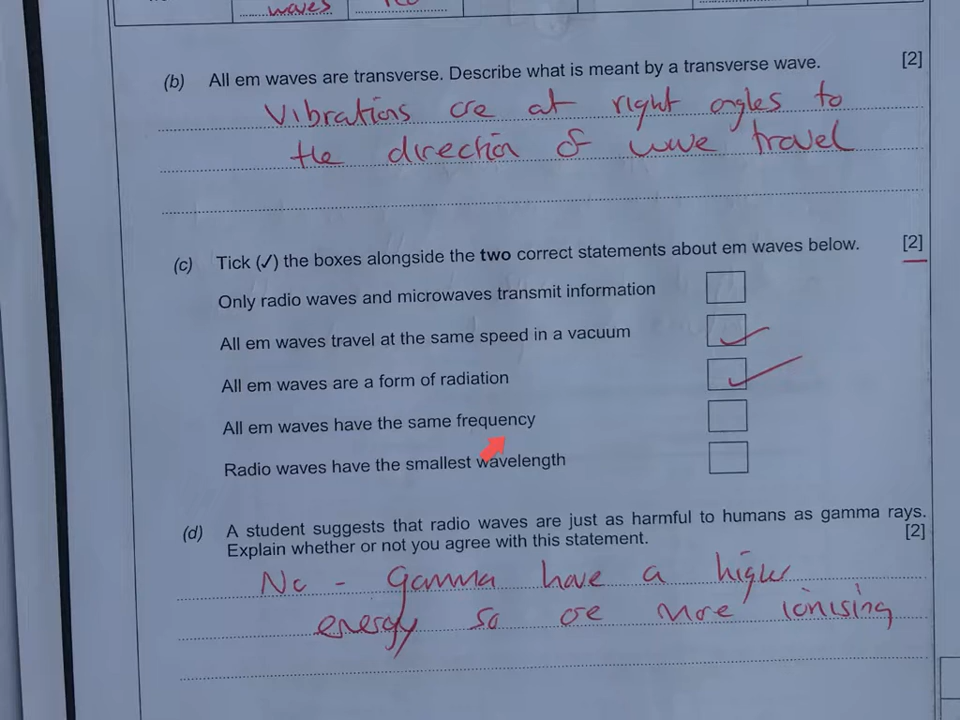 waves
(b) All em waves are transverse. Describe what is meant by a transverse wave. [2]
Vibrations are at right angles to
the direction of wave travel
(c) Tick (✓) the boxes alongside the two correct statements about em waves below. [2]
Only radio waves and microwaves transmit information
All em waves travel at the same speed in a vacuum ✓
All em waves are a form of radiation ✓
All em waves have the same frequency
Radio waves have the smallest wavelength
(d) A student suggests that radio waves are just as harmful to humans as gamma rays.
Explain whether or not you agree with this statement. [2]
No - Gamma have a higher
energy so are more ionising